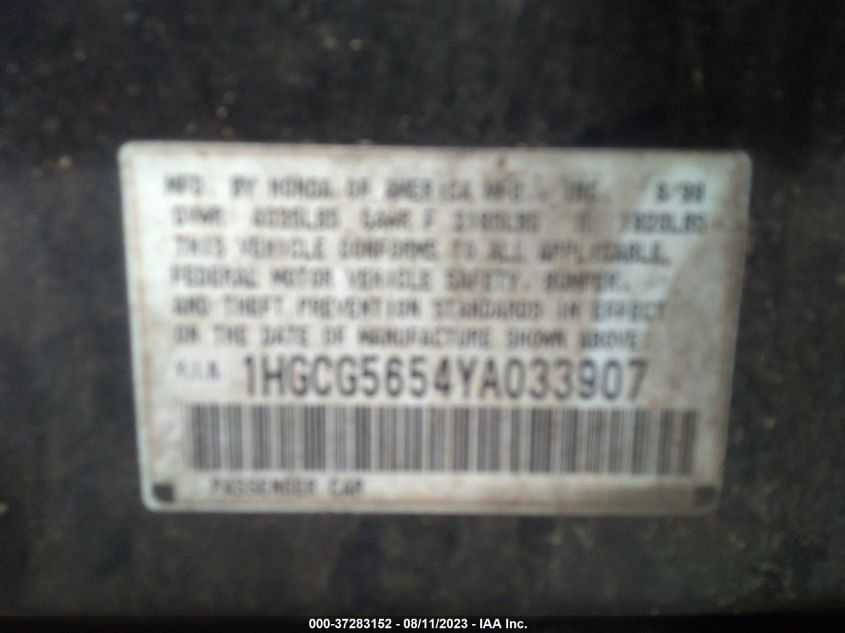 MFD. BY HONDA OF AMERICA MFG., INC.
GVWR F
THIS VEHICLE CONFORMS TO ALL APPLICABLE
FEDERAL MOTOR VEHICLE SAFETY, BUMPER,
AND THEFT PREVENTION STANDARDS IN EFFECT
ON THE DATE OF MANUFACTURE SHOWN ABOVE.
V.I.N. 1HGCG5654YA033907
PASSENGER CAR
000-37283152 - 08/11/2023 - IAA Inc.